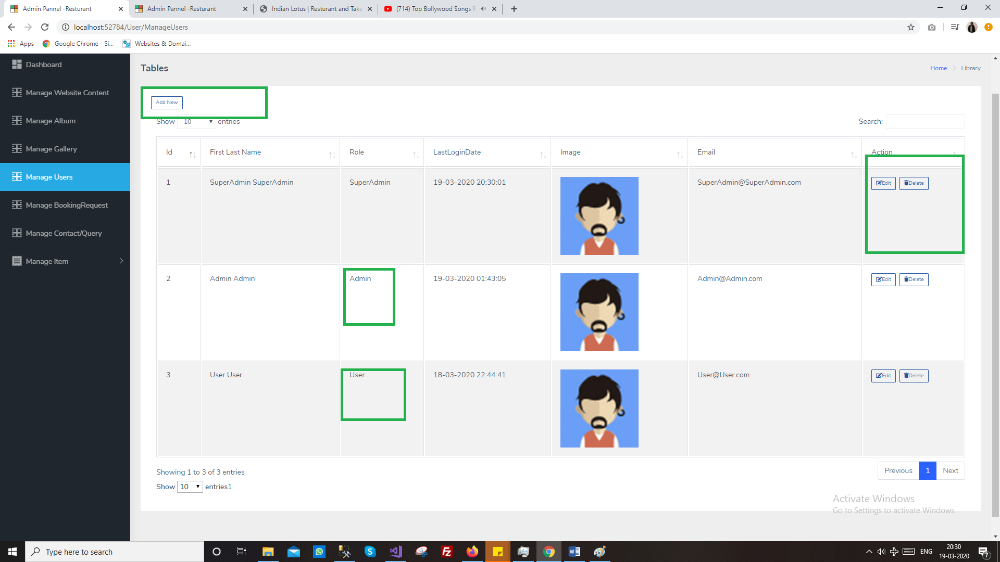 Admin Pannel -Resturant
Admin Pannel -Resturant
Indian Lotus | Resturant and Take
(714) Top Bollywood Songs
localhost:52784/User/ManageUsers
Apps
Google Chrome - Si...
Websites & Domai...
Dashboard
Manage Website Content
Manage Album
Manage Gallery
Manage Users
Manage BookingRequest
Manage Contact/Query
Manage Item
Tables
Home
Library
Add New
Show 10 entries
Search:
Id First Last Name Role LastLoginDate Image Email Action
1 SuperAdmin SuperAdmin SuperAdmin 19-03-2020 20:30:01 SuperAdmin@SuperAdmin.com Edit Delete
2 Admin Admin Admin 19-03-2020 01:43:05 Admin@Admin.com Edit Delete
3 User User User 18-03-2020 22:44:41 User@User.com Edit Delete
Showing 1 to 3 of 3 entries
Previous 1 Next
Show 10 entries1
Activate Windows
Go to Settings to activate Windows.
Type here to search
ENG
20:30
19-03-2020
7